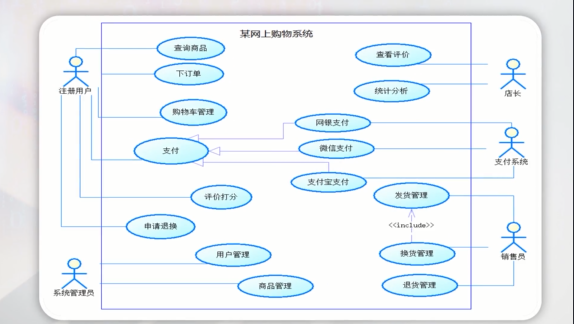 某网上购物系统
查询商品
查看评价
下订单
注册用户
统计分析
店长
购物车管理
网银支付
支付
微信支付
支付系统
支付宝支付
评价打分
发货管理
<<include>>
申请退换
用户管理
换货管理
销售员
系统管理员
商品管理
退货管理